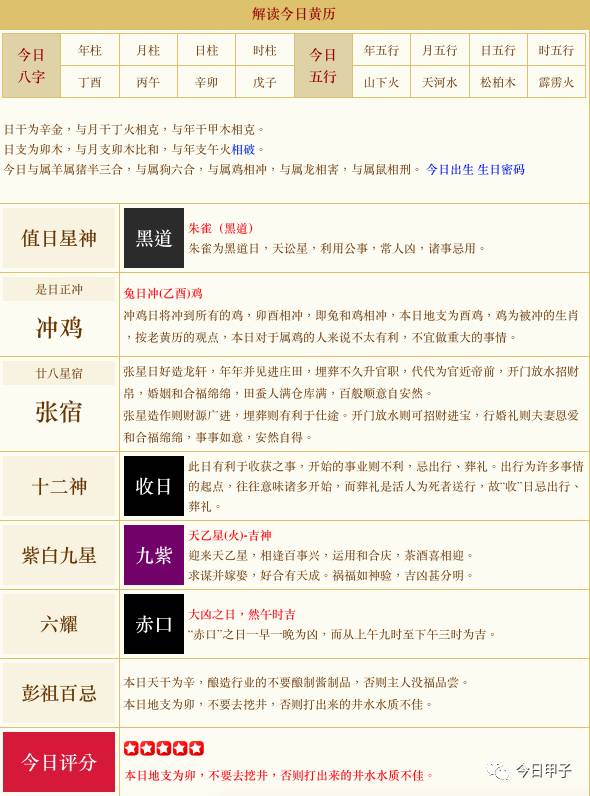 解读今日黄历
今日八字 年柱 月柱 日柱 时柱 今日五行 年五行 月五行 日五行 时五行
丁酉 丙午 辛卯 戊子 山下火 天河水 松柏木 霹雳火
日干为辛金，与月干丁火相克，与年干甲木相克。
日支为卯木，与月支卯木比和，与年支午火相破。
今日与属羊属猪半三合，与属狗六合，与属鸡相冲，与属龙相害，与属鼠相刑。 今日出生 生日密码
值日星神
黑道
朱雀（黑道）
朱雀为黑道日，天讼星，利用公事，常人凶，诸事忌用。
是日正冲
冲鸡
兔日冲(乙酉)鸡
冲鸡日将冲到所有的鸡，卯酉相冲，即兔和鸡相冲，本日地支为酉鸡，鸡为被冲的生肖
，按老黄历的观点，本日对于属鸡的人来说不太有利，不宜做重大的事情。
廿八星宿
张宿
张星日好造龙轩，年年并见进庄田，埋葬不久升官职，代代为官近帝前，开门放水招财
帛，婚姻和合福绵绵，田蚕人满仓库满，百般顺意自安然。
张星造作则财源广进，埋葬则有利于仕途。开门放水则可招财进宝，行婚礼则夫妻恩爱
和合福绵绵，事事如意，安然自得。
十二神
收日
此日有利于收获之事，开始的事业则不利，忌出行、葬礼。出行为许多事情
的起点，往往意味诸多开始，而葬礼是活人为死者送行，故“收”日忌出行、
葬礼。
紫白九星
九紫
天乙星(火)-吉神
迎来天乙星，相逢百事兴，运用和合庆，茶酒喜相迎。
求谋并嫁娶，好合有天成。祸福如神验，吉凶甚分明。
六耀
赤口
大凶之日，然午时吉
“赤口”之日一早一晚为凶，而从上午九时至下午三时为吉。
彭祖百忌
本日天干为辛，酿造行业的不要酿制酱制品，否则主人没福品尝。
本日地支为卯，不要去挖井，否则打出来的井水水质不佳。
今日评分
本日地支为卯，不要去挖井，否则打出来的井水水质不佳。
今日甲子